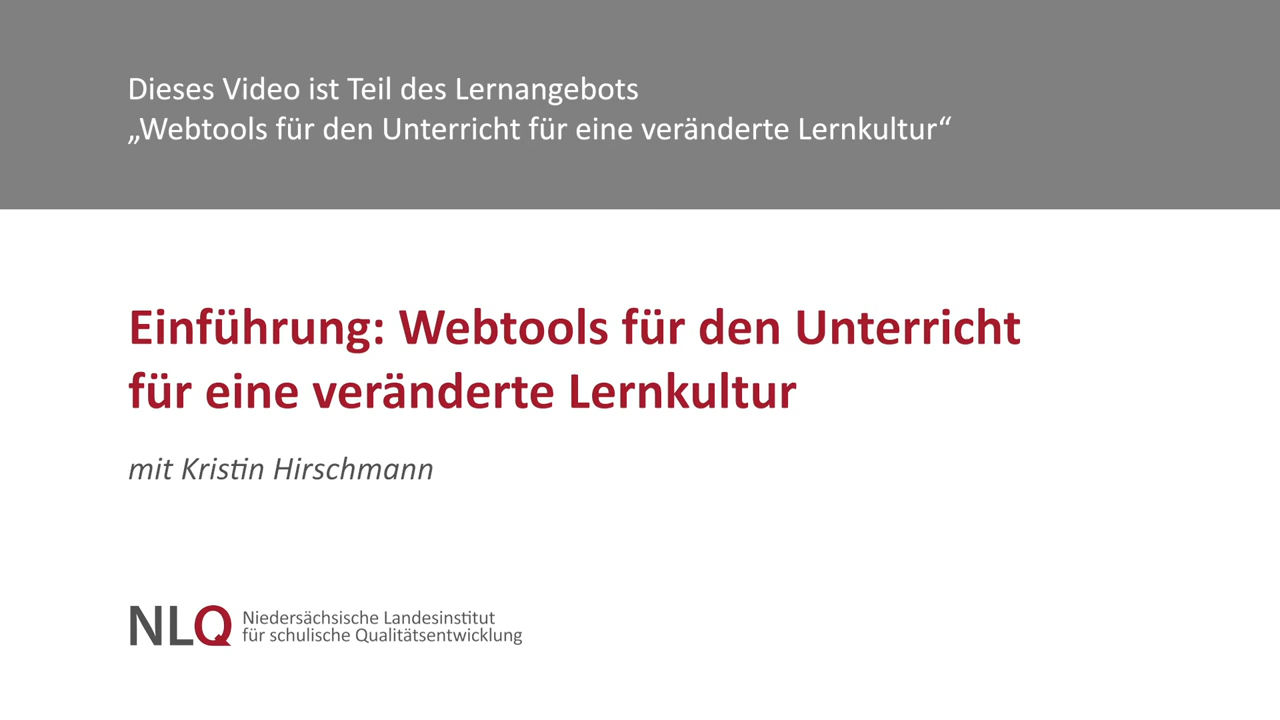 Dieses Video ist Teil des Lernangebots
„Webtools für den Unterricht für eine veränderte Lernkultur“
Einführung: Webtools für den Unterricht
für eine veränderte Lernkultur
mit Kristin Hirschmann
NLQ Niedersächsische Landesinstitut
für schulische Qualitätsentwicklung